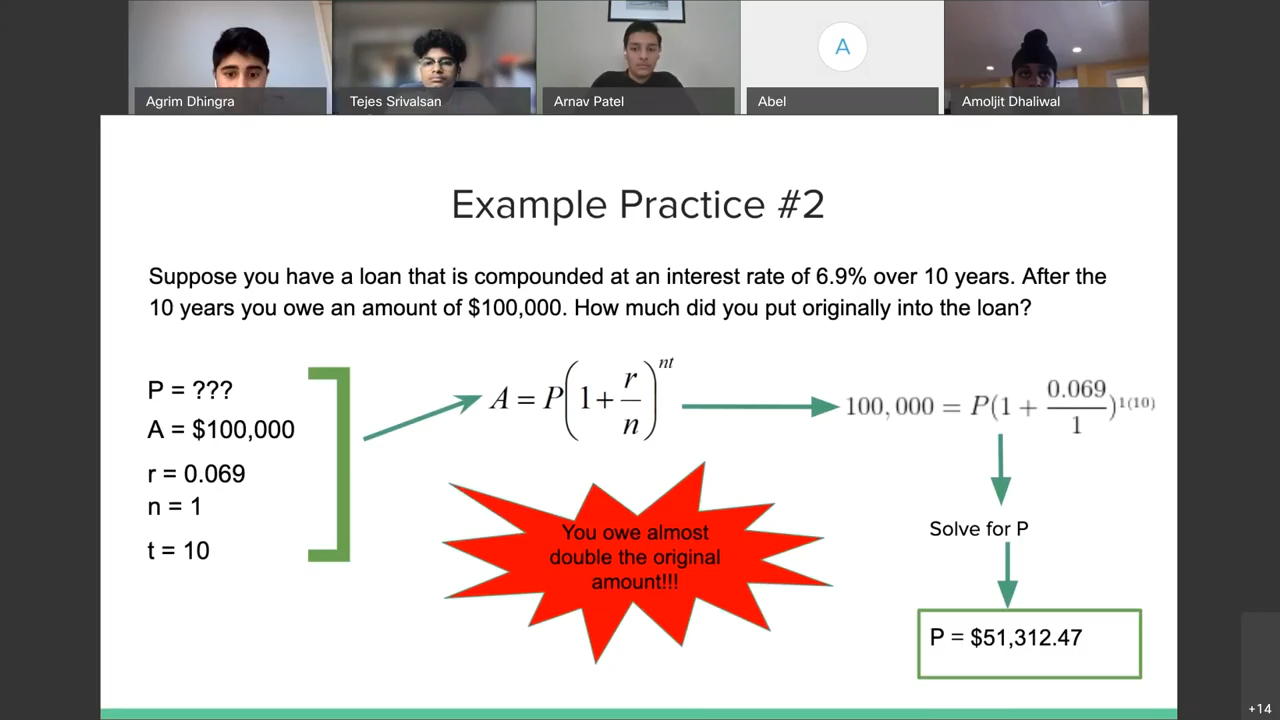 Agrim Dhingra
Tejes Srivalsan
Arnav Patel
A
Abel
Amoljit Dhaliwal
Example Practice #2
Suppose you have a loan that is compounded at an interest rate of 6.9% over 10 years. After the
10 years you owe an amount of $100,000. How much did you put originally into the loan?
P = ???
A = $100,000
r = 0.069
n = 1
t = 10
A = P(1 + r/n)^nt
100,000 = P(1 + 0.069/1)^1(10)
You owe almost
double the original
amount!!!
Solve for P
P = $51,312.47
+14